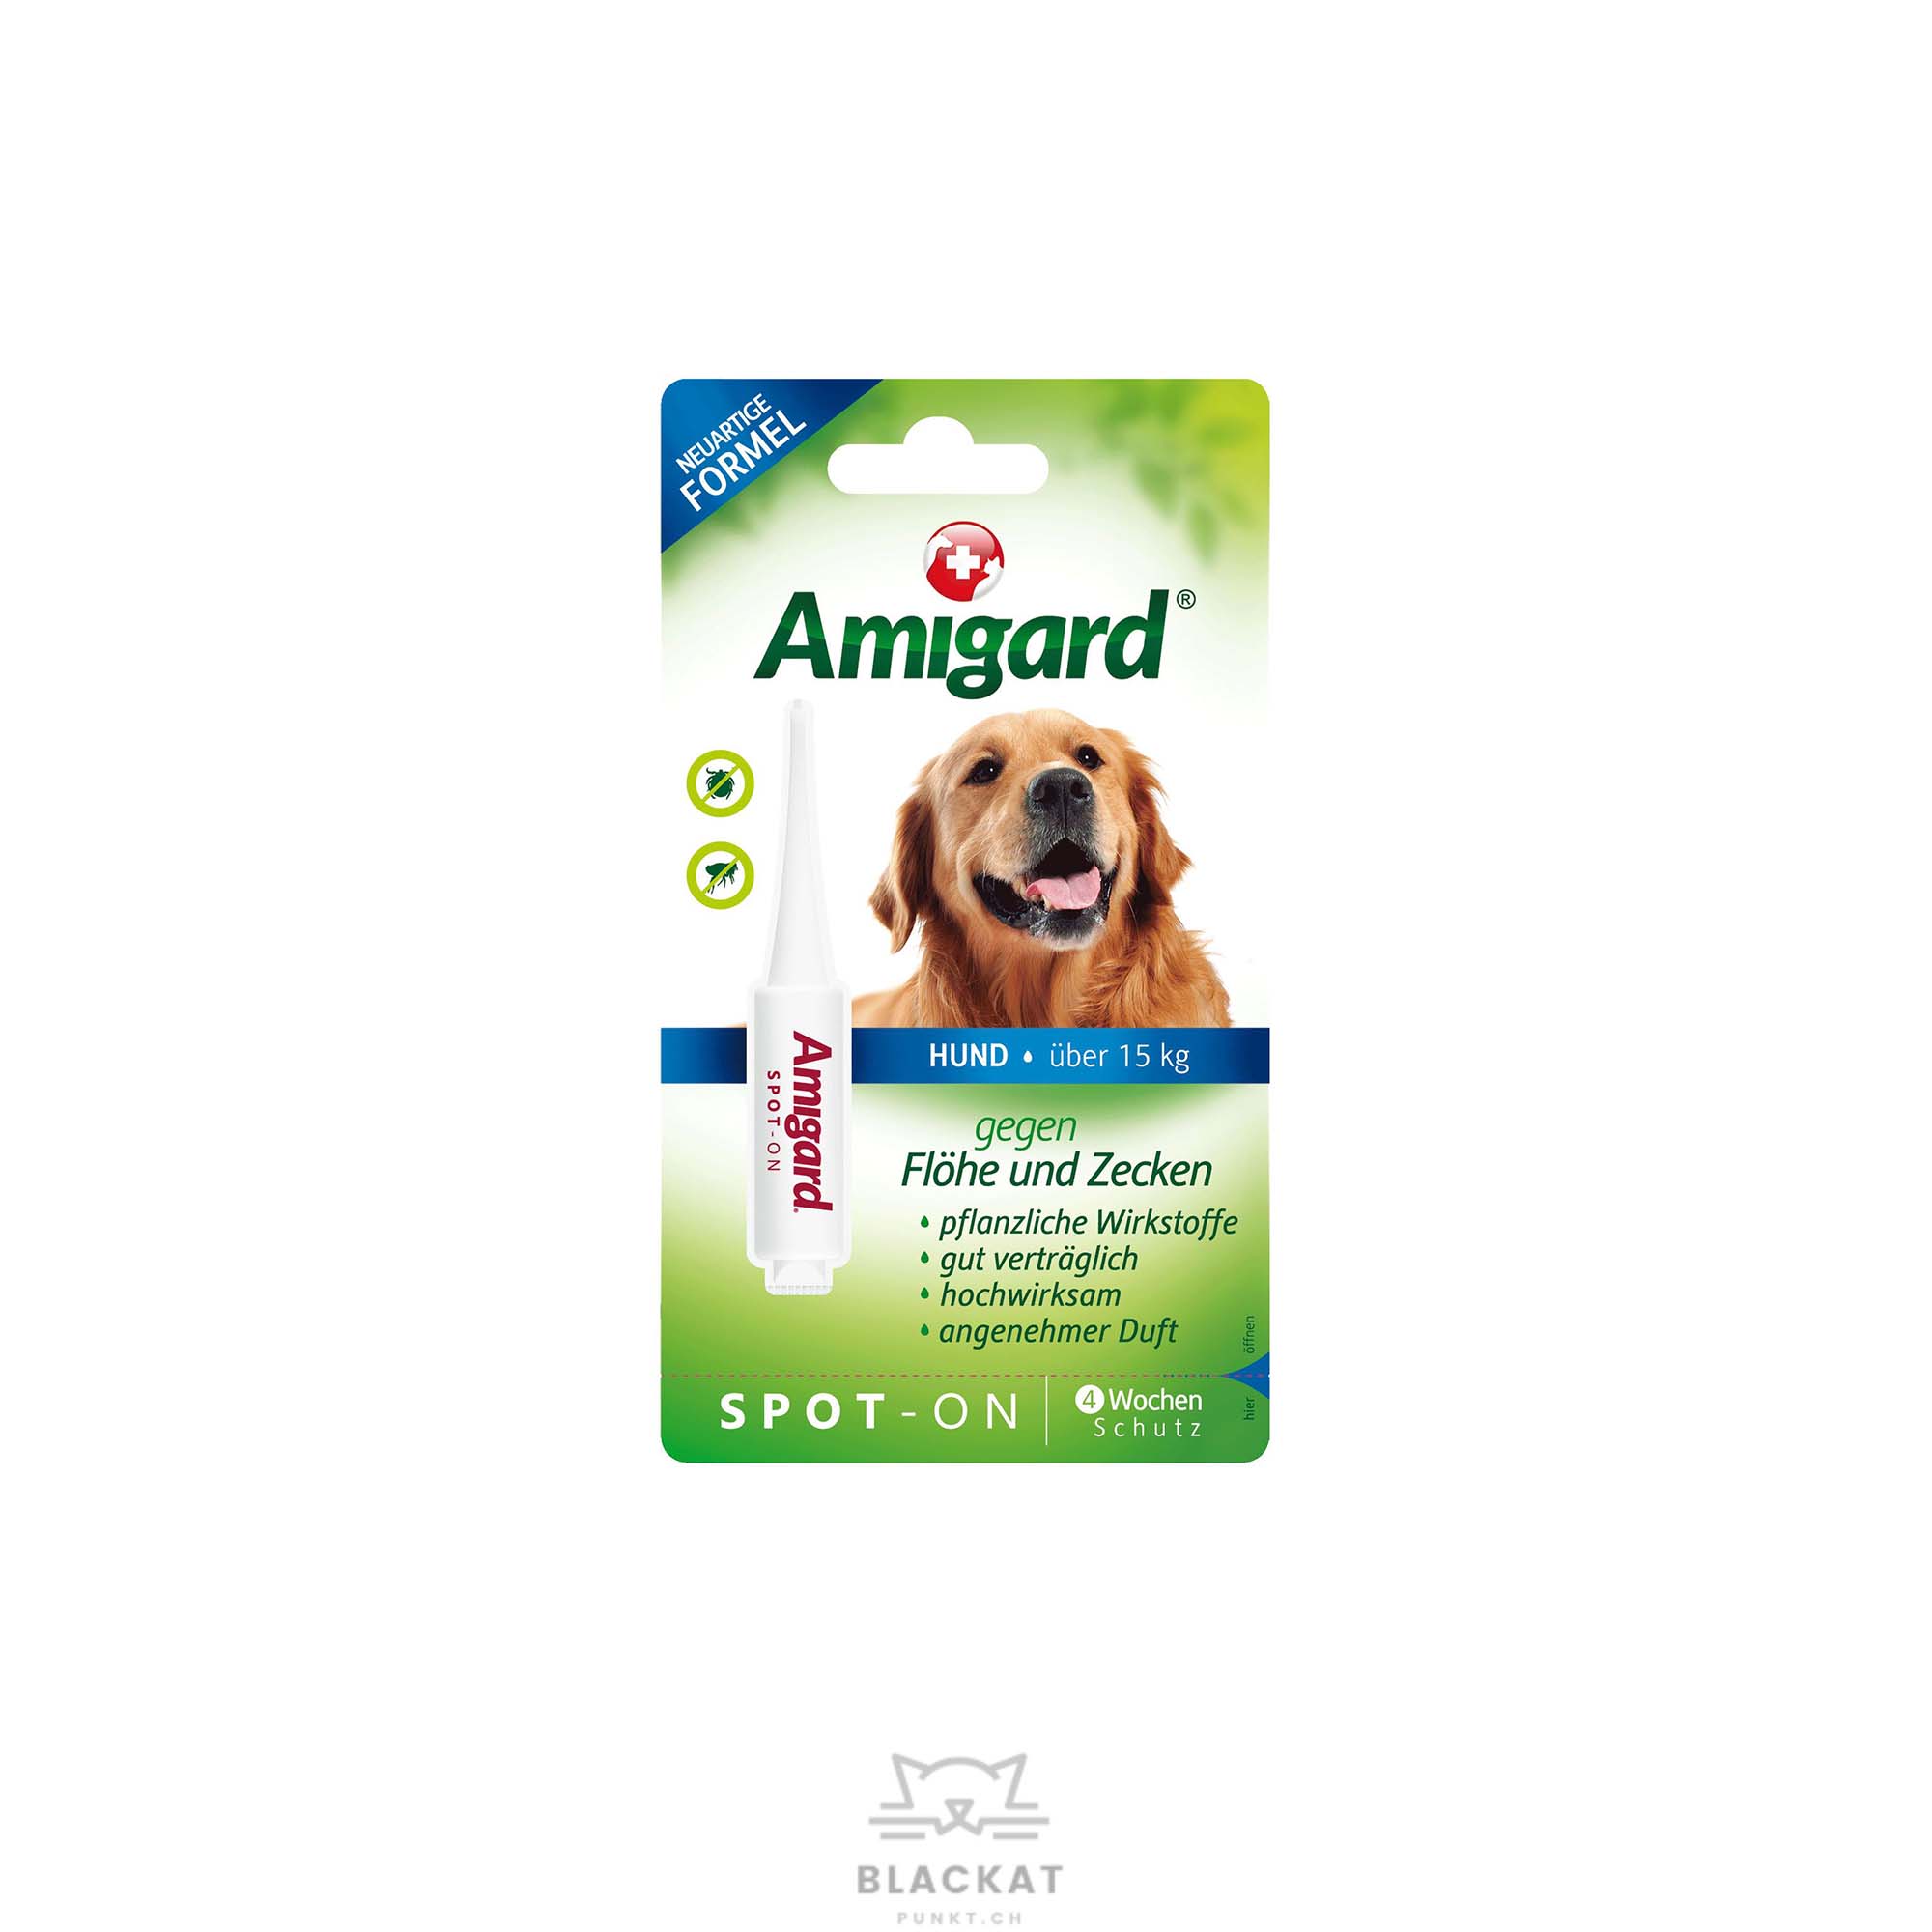 NEUARTIGE
FORMEL
Amigard®
Amigard
SPOT-ON
HUND • über 15 kg
gegen
Flöhe und Zecken
• pflanzliche Wirkstoffe
• gut verträglich
• hochwirksam
• angenehmer Duft
hier öffnen
SPOT-ON
4 Wochen
Schutz
BLACKAT
PUNKT.CH